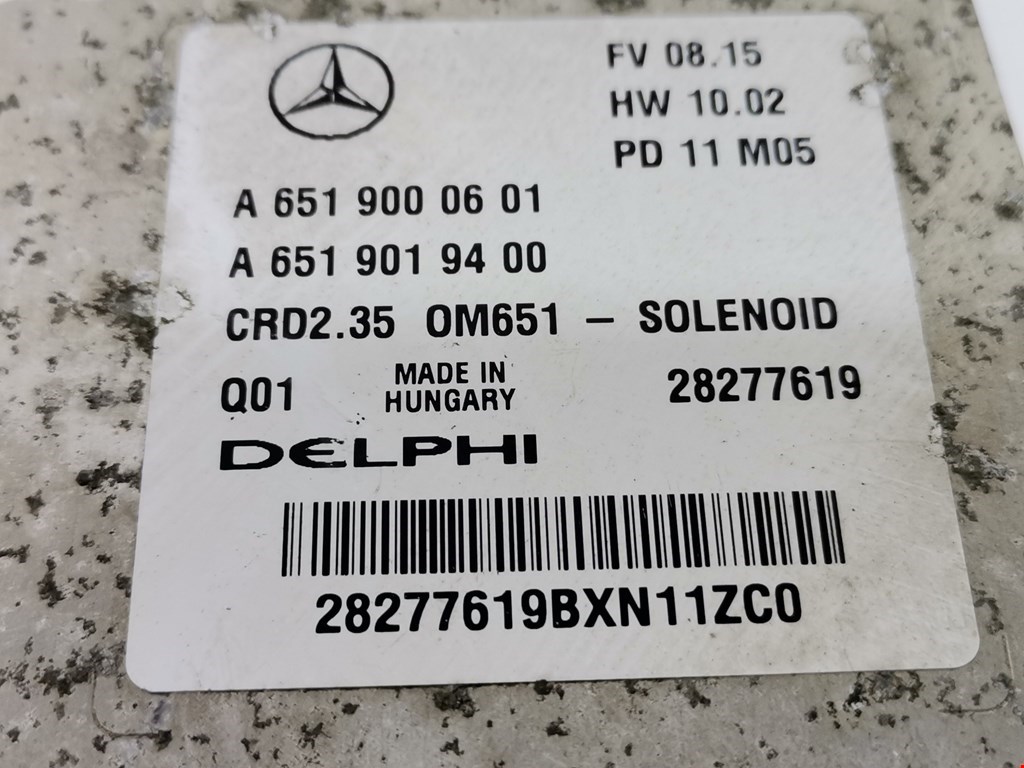 FV 08.15
HW 10.02
PD 11 M05
A 651 900 06 01
A 651 901 94 00
CRD2.35 OM651 – SOLENOID
Q01 MADE IN HUNGARY 28277619
DELPHI
28277619BXN11ZC0